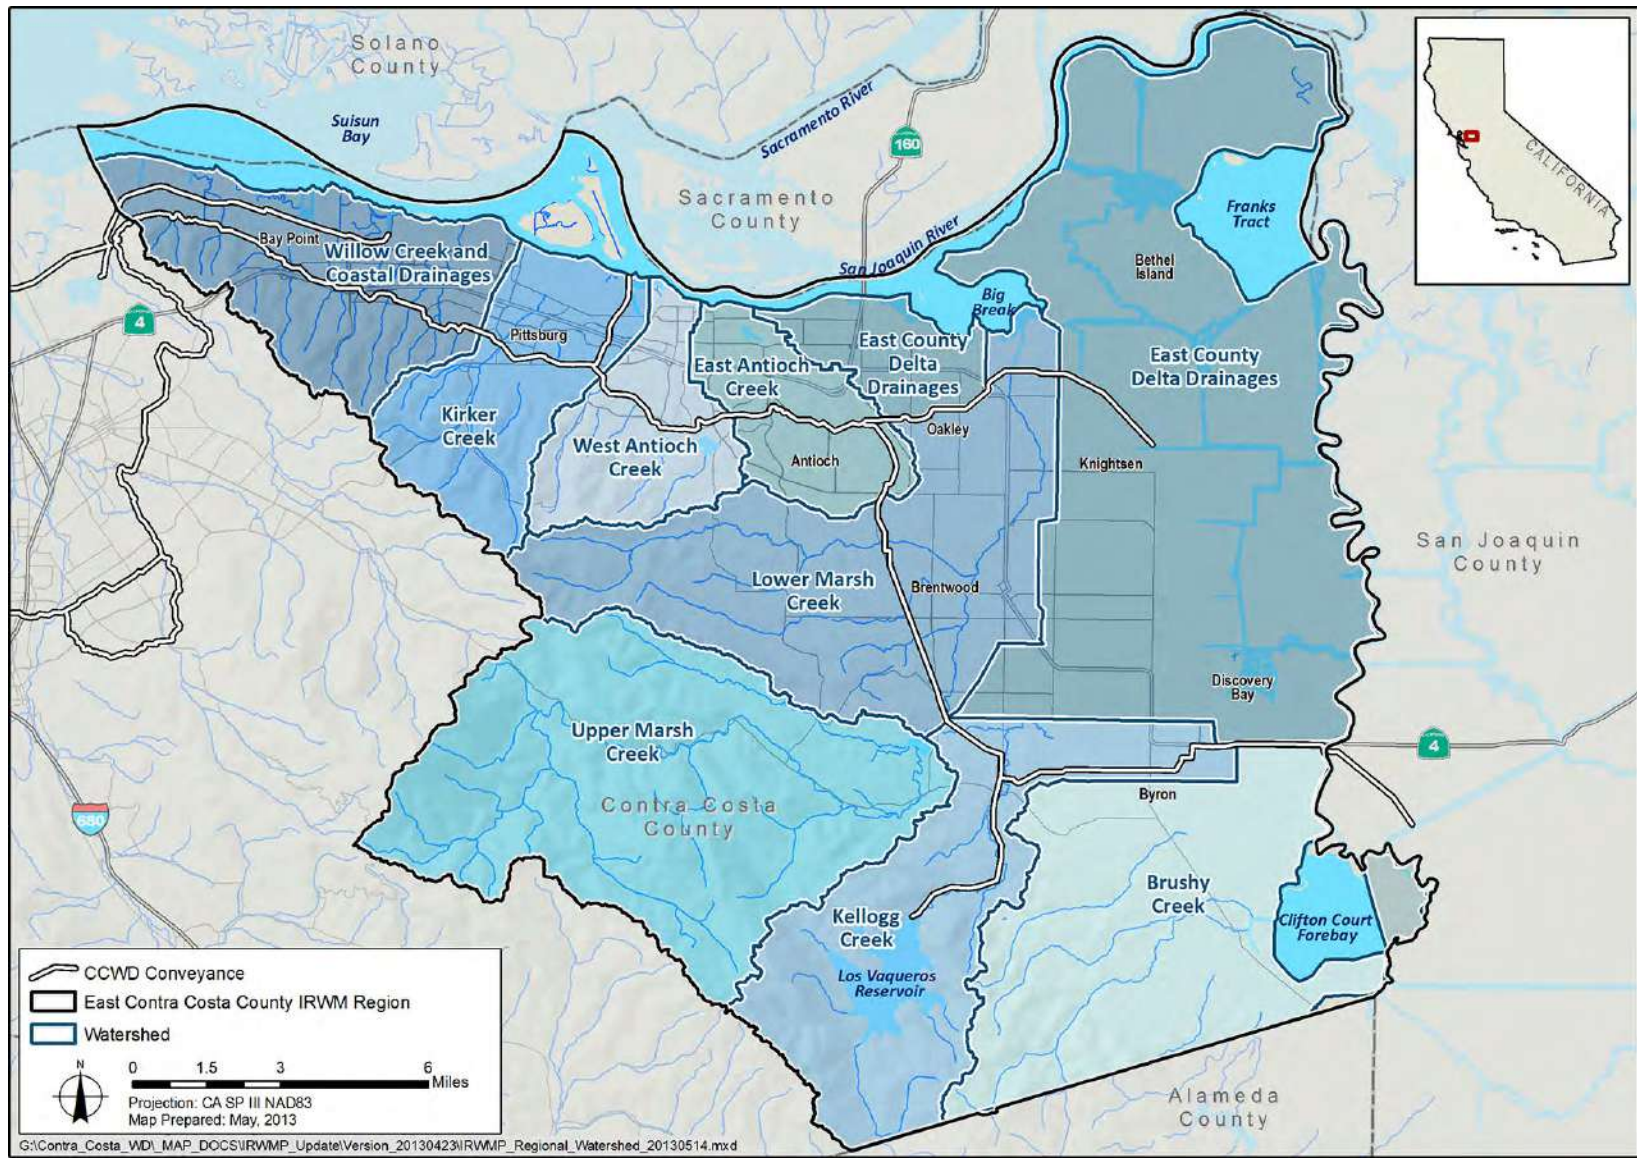 Solano
County
Suisun
Bay
Sacramento River
160
Sacramento
County
San Joaquin River
CALIFORNIA
Franks
Tract
Bethel
Island
Big
Break
Bay Point
Willow Creek and
Coastal Drainages
4
Pittsburg
East Antioch
Creek
East County
Delta
Drainages
East County
Delta Drainages
Kirker
Creek
West Antioch
Creek
Oakley
Antioch
Knightsen
San Joaquin
County
Lower Marsh
Creek
Brentwood
Discovery
Bay
4
Upper Marsh
Creek
Contra Costa
County
680
Byron
Brushy
Creek
Kellogg
Creek
Clifton Court
Forebay
Los Vaqueros
Reservoir
Alameda
County
CCWD Conveyance
East Contra Costa County IRWM Region
Watershed
N
0 1.5 3 6
Miles
Projection: CA SP III NAD83
Map Prepared: May, 2013
G:\Contra_Costa_WD\_MAP_DOCS\IRWMP_Update\Version_20130423\IRWMP_Regional_Watershed_20130514.mxd